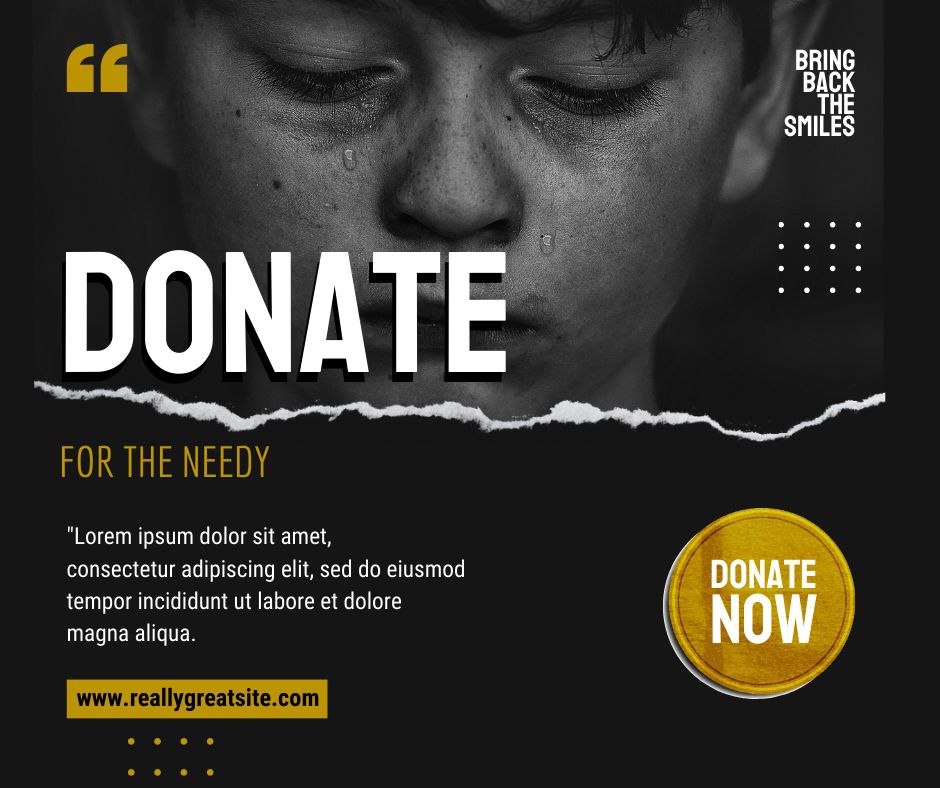 “
BRING
BACK
THE
SMILES
DONATE
FOR THE NEEDY
"Lorem ipsum dolor sit amet,
consectetur adipiscing elit, sed do eiusmod
tempor incididunt ut labore et dolore
magna aliqua.
DONATE
NOW
www.reallygreatsite.com